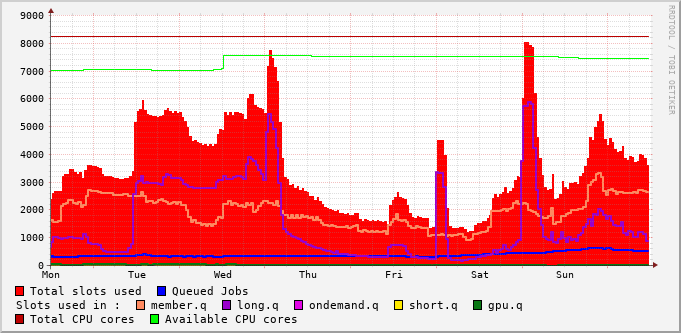 9000
8000
7000
6000
5000
4000
3000
2000
1000
0
Mon Tue Wed Thu Fri Sat Sun
RRDTOOL / TOBI OETIKER
Total slots used Queued Jobs
Slots used in : member.q long.q ondemand.q short.q gpu.q
Total CPU cores Available CPU cores